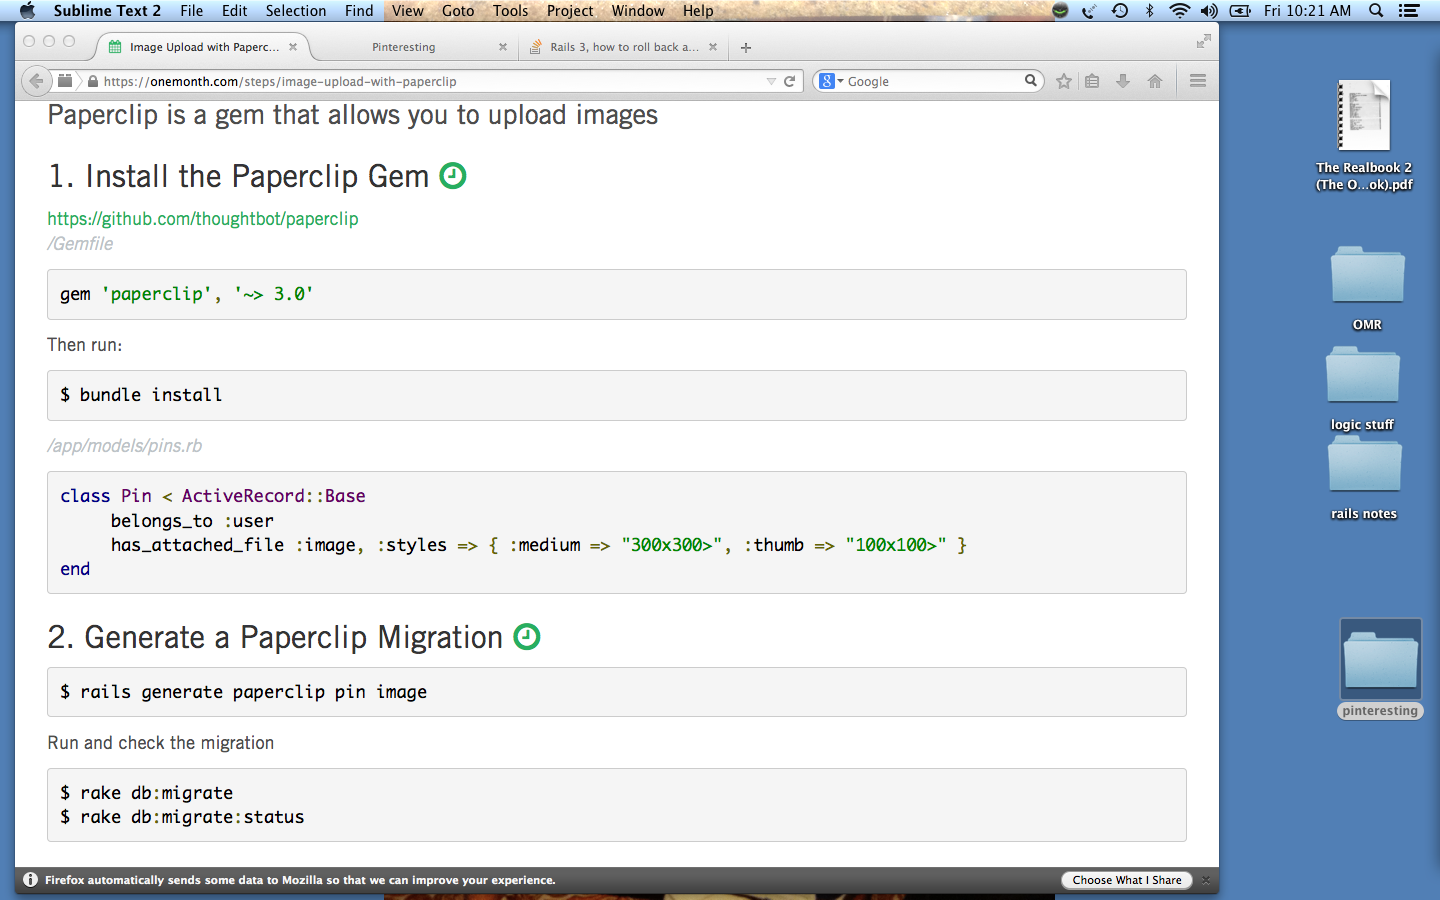 Sublime Text 2 File Edit Selection Find View Goto Tools Project Window Help Fri 10:21 AM
Image Upload with Paperc... Pinteresting Rails 3, how to roll back a...
https://onemonth.com/steps/image-upload-with-paperclip Google
Paperclip is a gem that allows you to upload images
1. Install the Paperclip Gem
https://github.com/thoughtbot/paperclip
/Gemfile
gem 'paperclip', '~> 3.0'
Then run:
$ bundle install
/app/models/pins.rb
class Pin < ActiveRecord::Base
belongs_to :user
has_attached_file :image, :styles => { :medium => "300x300>", :thumb => "100x100>" }
end
2. Generate a Paperclip Migration
$ rails generate paperclip pin image
Run and check the migration
$ rake db:migrate
$ rake db:migrate:status
Firefox automatically sends some data to Mozilla so that we can improve your experience. Choose What I Share
The Realbook 2
(The O...ok).pdf
OMR
logic stuff
rails notes
pinteresting